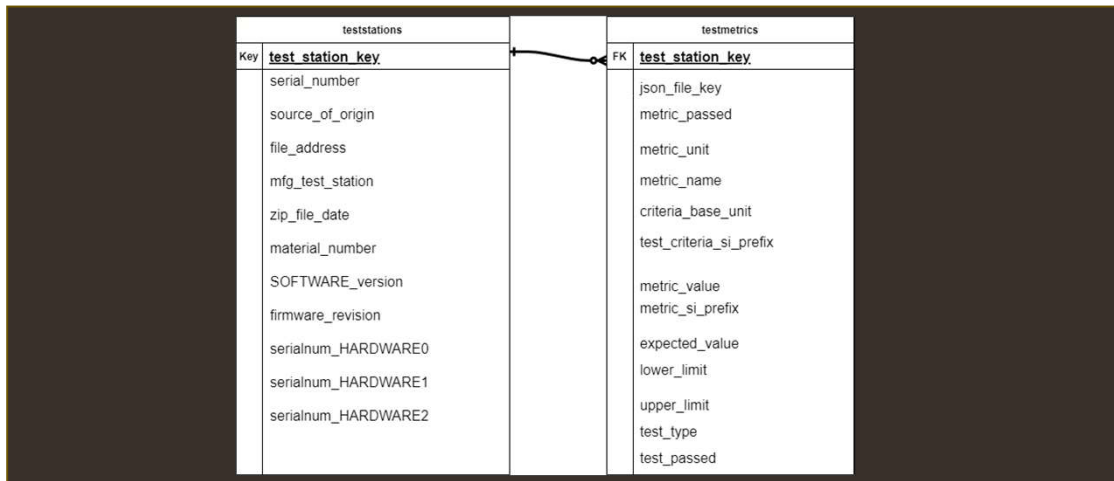 teststations
Key test_station_key
serial_number
source_of_origin
file_address
mfg_test_station
zip_file_date
material_number
SOFTWARE_version
firmware_revision
serialnum_HARDWARE0
serialnum_HARDWARE1
serialnum_HARDWARE2
testmetrics
FK test_station_key
json_file_key
metric_passed
metric_unit
metric_name
criteria_base_unit
test_criteria_si_prefix
metric_value
metric_si_prefix
expected_value
lower_limit
upper_limit
test_type
test_passed